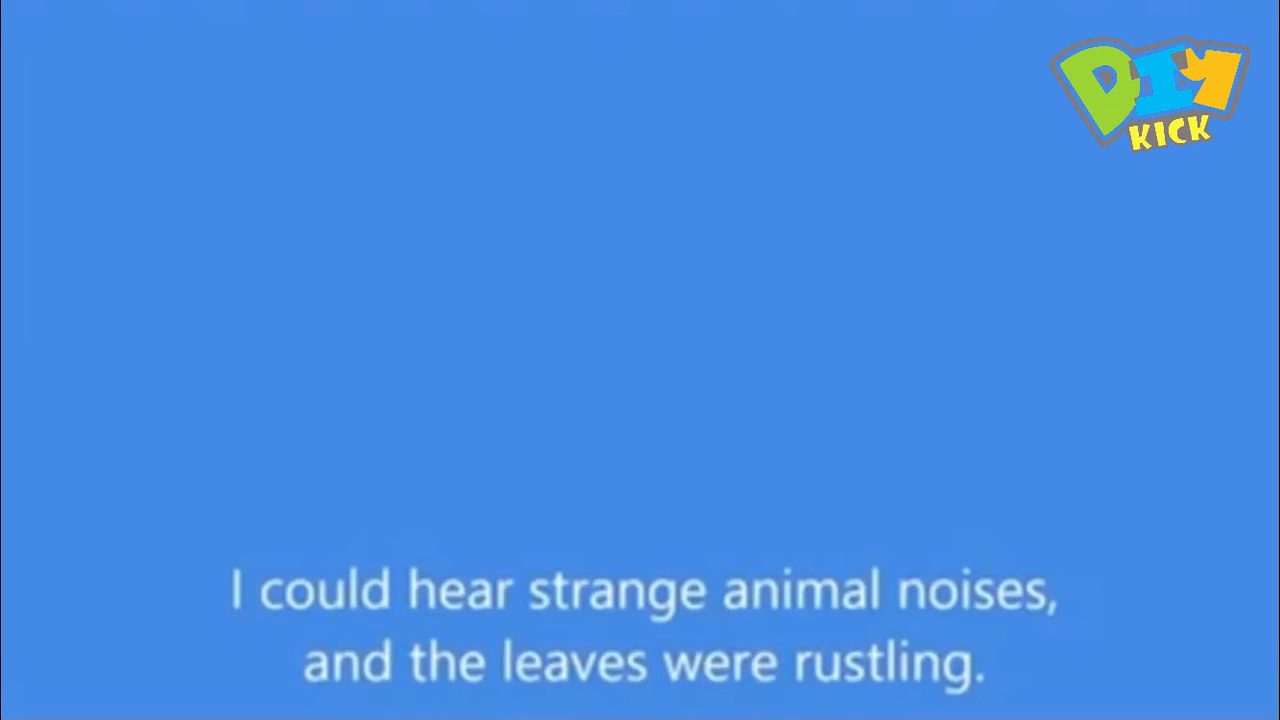 DIY
KICK
I could hear strange animal noises,
and the leaves were rustling.